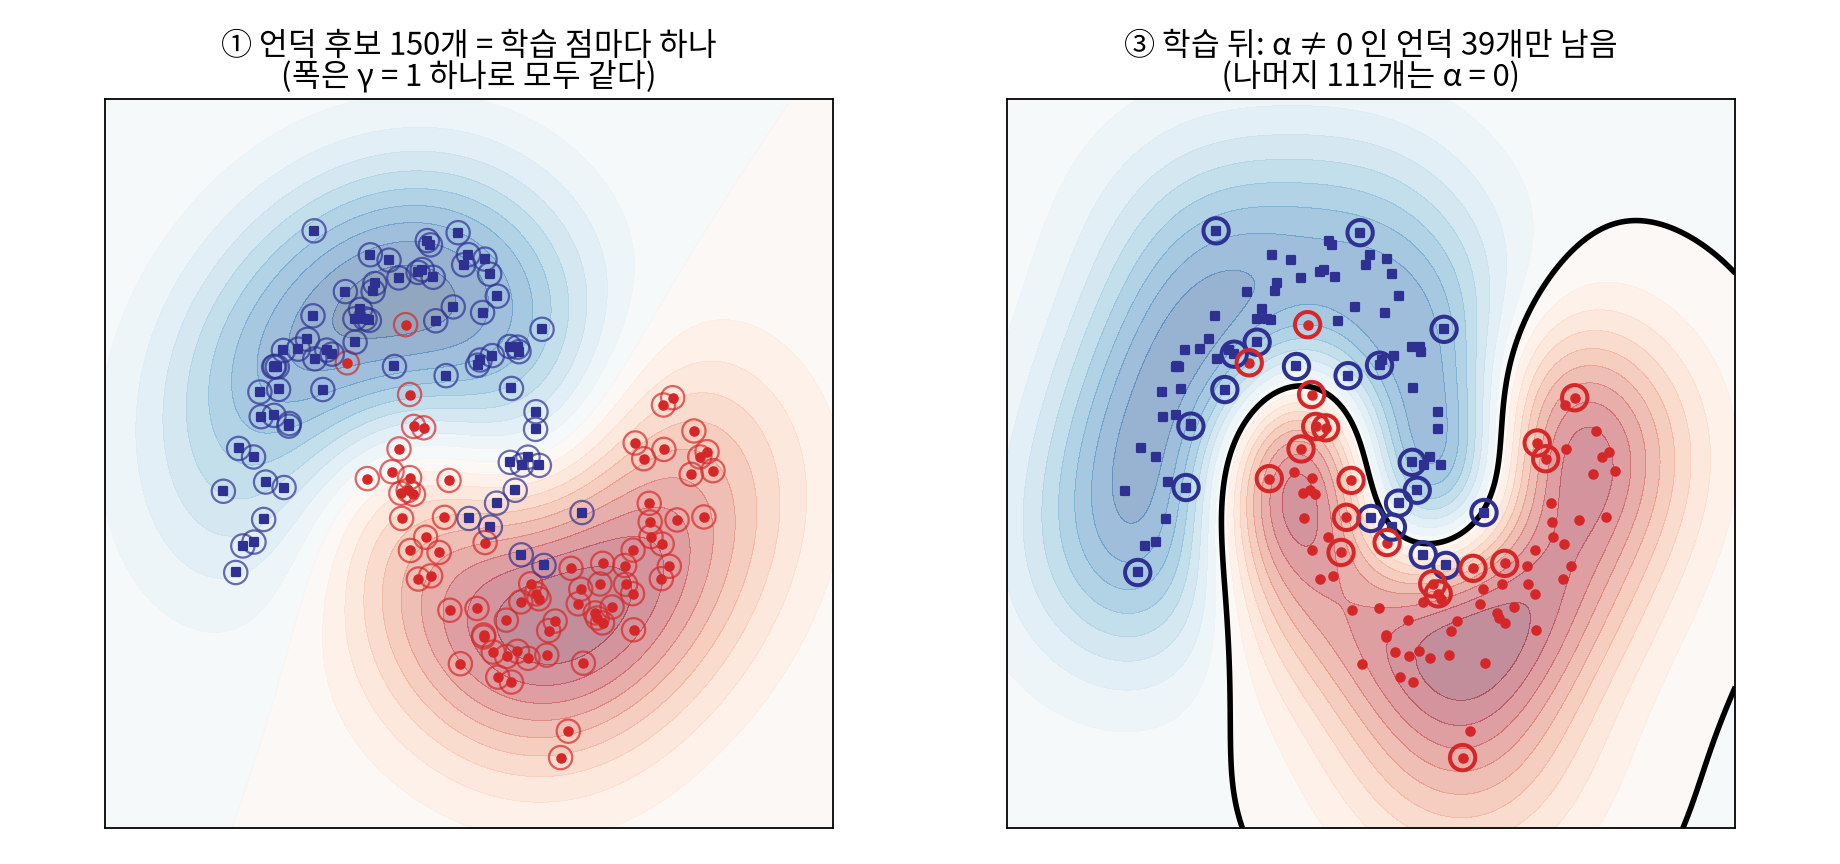 ① 언덕 후보 150개 = 학습 점마다 하나
(폭은 γ = 1 하나로 모두 같다)
③ 학습 뒤: α ≠ 0 인 언덕 39개만 남음
(나머지 111개는 α = 0)